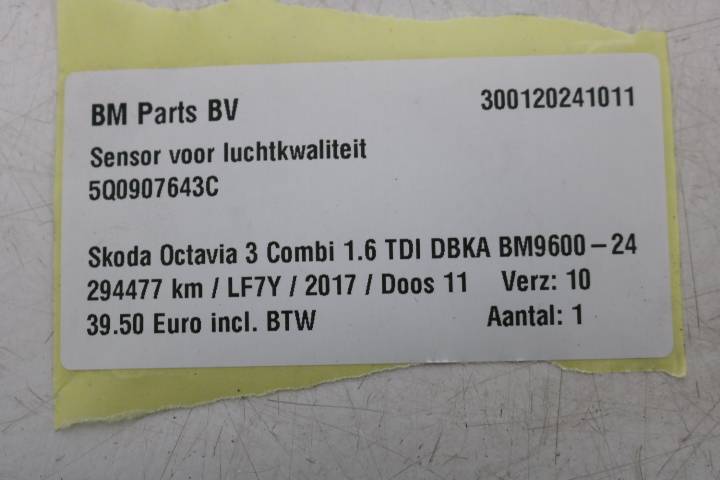 BM Parts BV 300120241011
Sensor voor luchtkwaliteit
5Q0907643C
Skoda Octavia 3 Combi 1.6 TDI DBKA BM9600-24
294477 km / LF7Y / 2017 / Doos 11 Verz: 10
39.50 Euro incl. BTW Aantal: 1